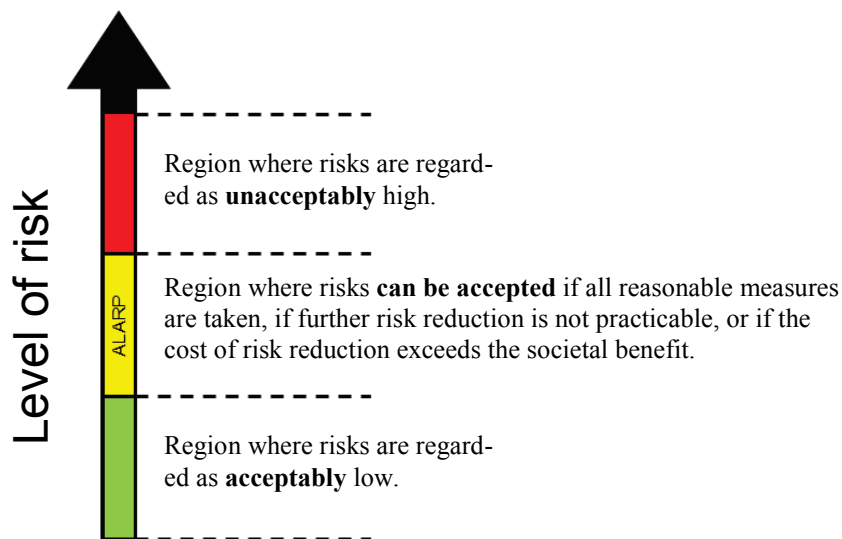 Level of risk
Region where risks are regard-
ed as unacceptably high.
ALARP
Region where risks can be accepted if all reasonable measures
are taken, if further risk reduction is not practicable, or if the
cost of risk reduction exceeds the societal benefit.
Region where risks are regard-
ed as acceptably low.